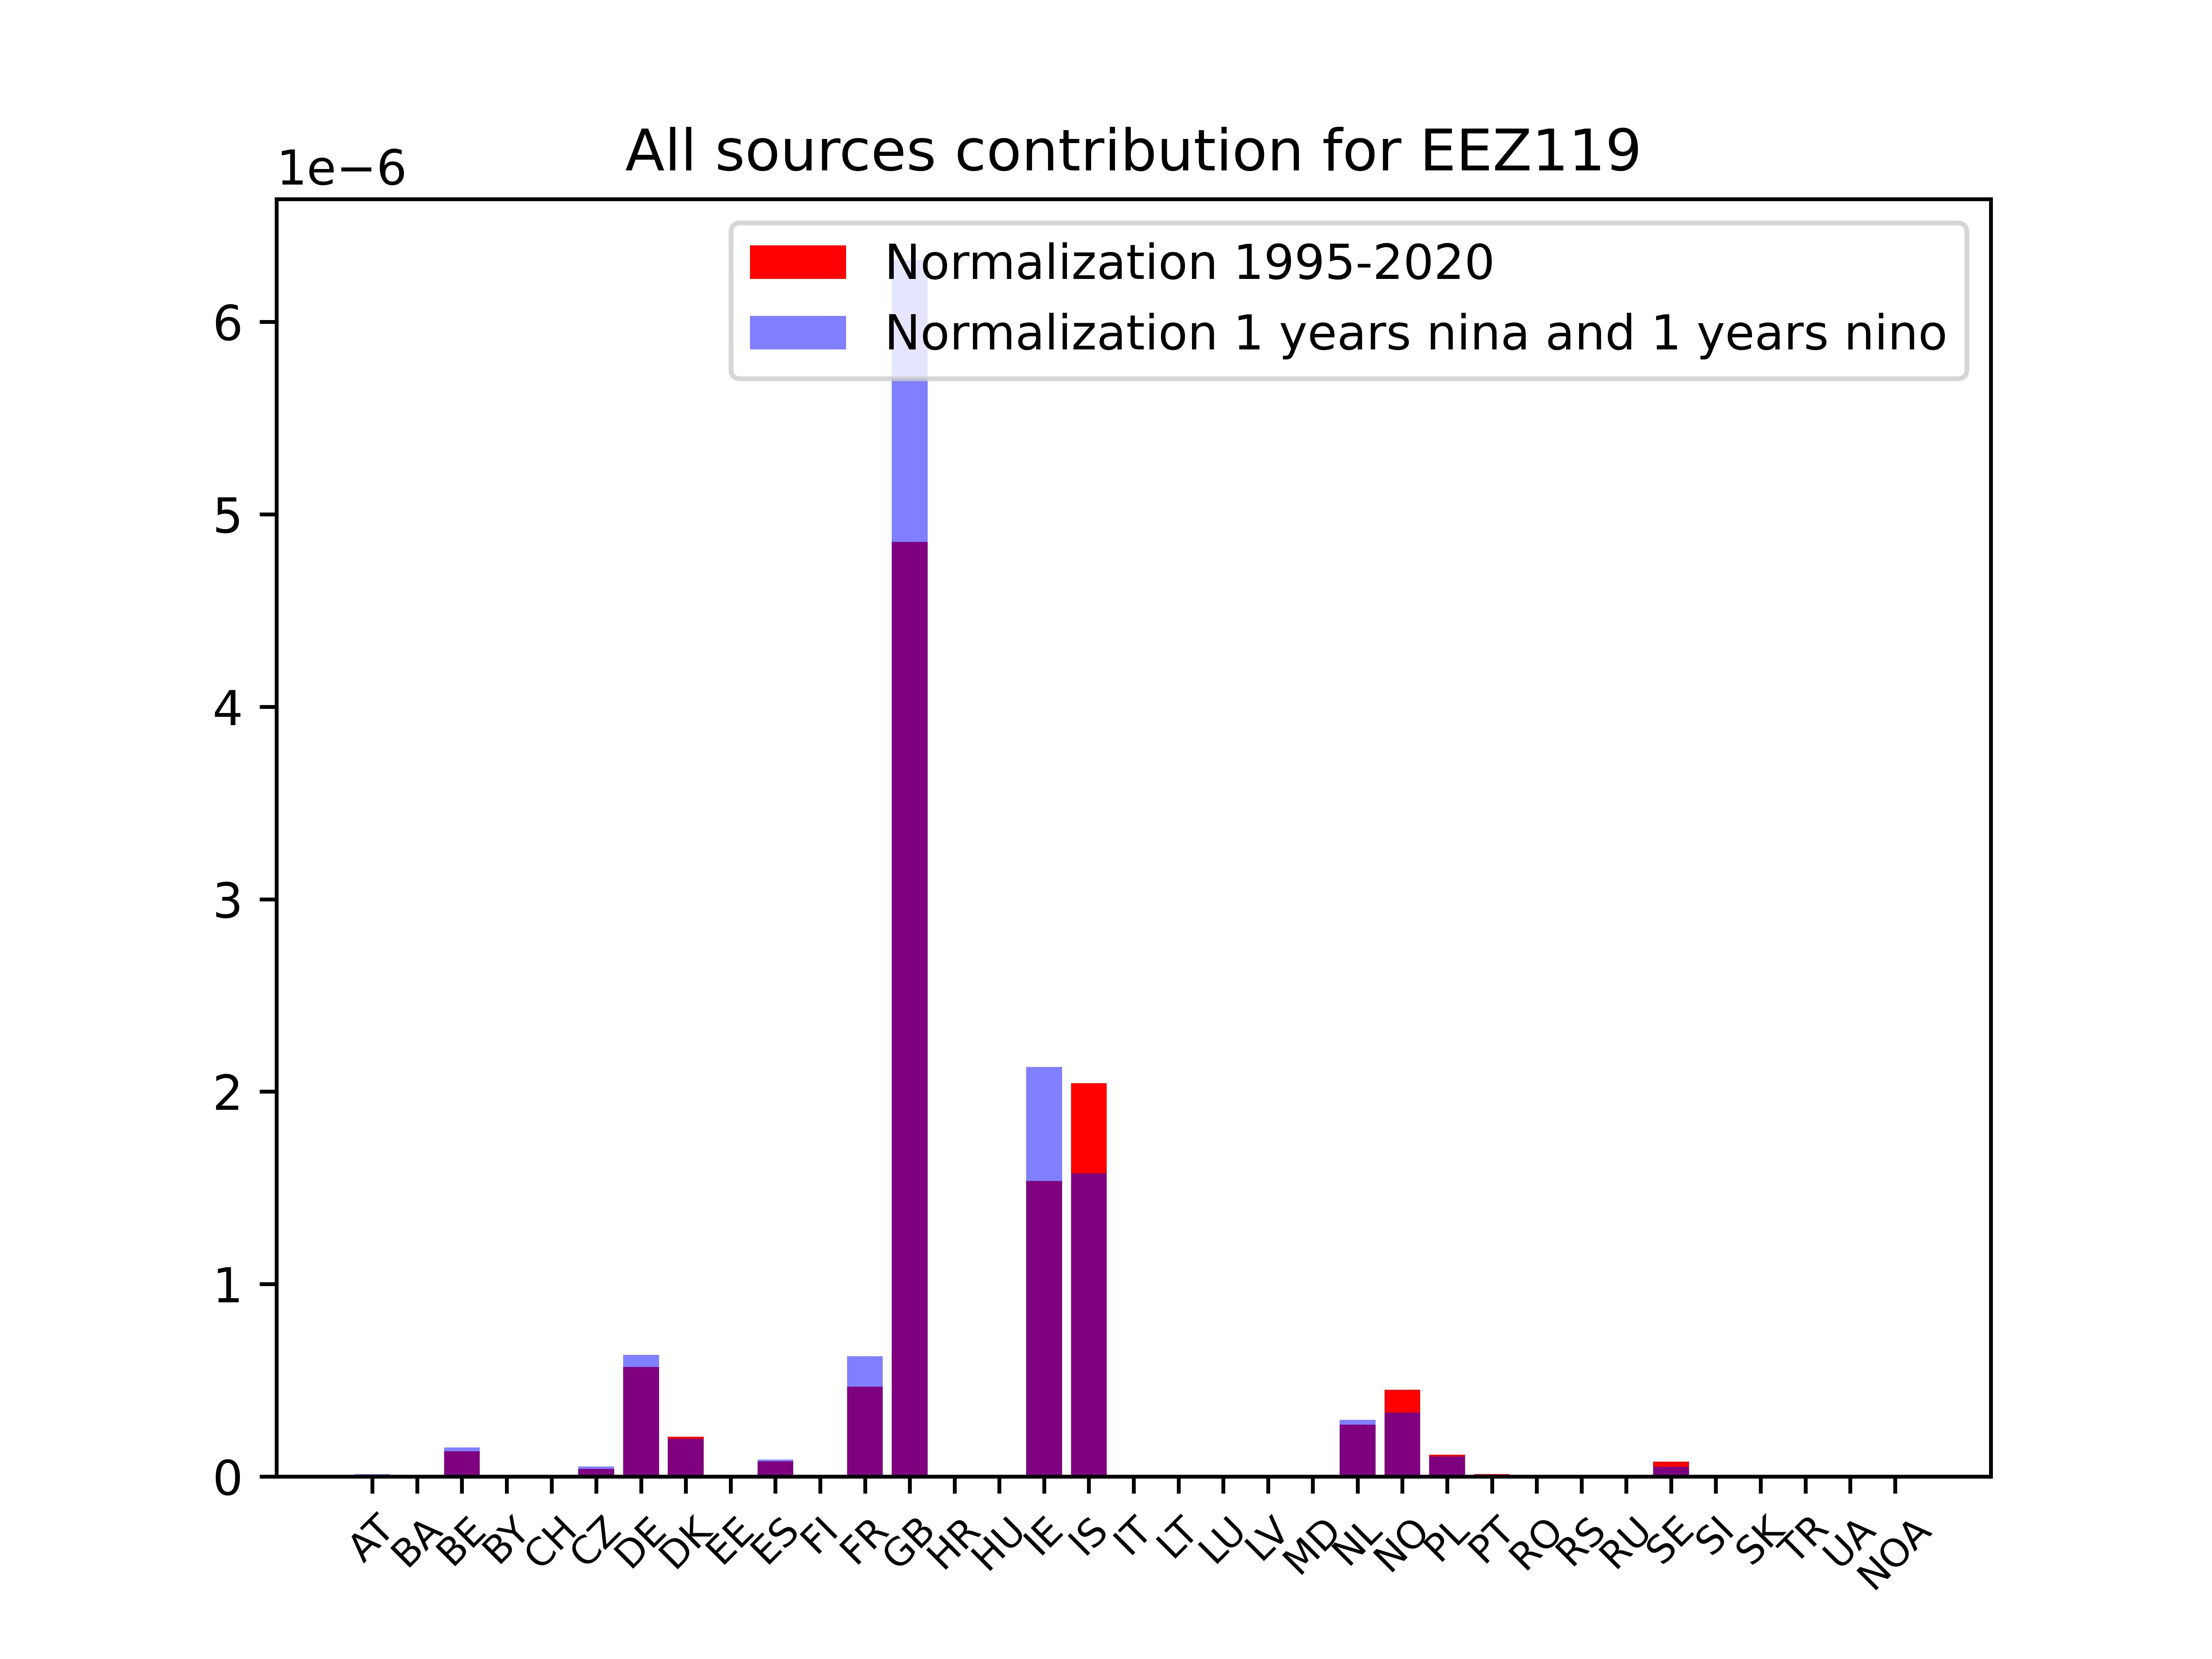 All sources contribution for EEZ119
1e−6
Normalization 1995-2020
Normalization 1 years nina and 1 years nino
6
5
4
3
2
1
0
AT BA BE BY CH CZ DE DK EE ES FI FR GB HR HU IE IS IT LT LU LV MD NL NO PL PT RO RS RU SE SI SK TR UA NOA